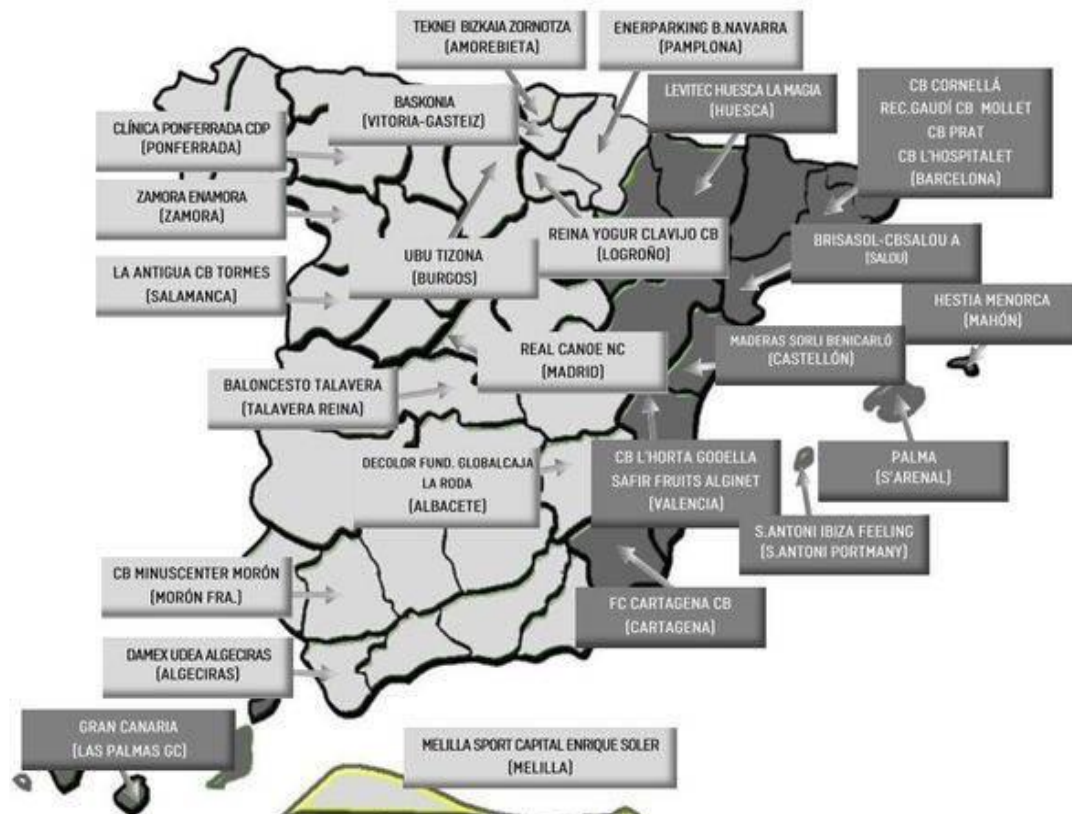 TEKNEI BIZKAIA ZORNOTZA
(AMOREBIETA)
ENERPARKING B.NAVARRA
(PAMPLONA)
BASKONIA
(VITORIA-GASTEIZ)
LEVITEC HUESCA LA MAGIA
(HUESCA)
CB CORNELLÁ
REC.GAUDÍ CB MOLLET
CB PRAT
CB L'HOSPITALET
(BARCELONA)
CLÍNICA PONFERRADA CDP
(PONFERRADA)
ZAMORA ENAMORA
(ZAMORA)
UBU TIZONA
(BURGOS)
REINA YOGUR CLAVIJO CB
(LOGROÑO)
BRISASOL-CBSALOU A
(SALOU)
LA ANTIGUA CB TORMES
(SALAMANCA)
HESTIA MENORCA
(MAHÓN)
REAL CANOE NC
(MADRID)
MADERAS SORLI BENICARLÓ
(CASTELLÓN)
BALONCESTO TALAVERA
(TALAVERA REINA)
DECOLOR FUND. GLOBALCAJA
LA RODA
(ALBACETE)
CB L'HORTA GODELLA
SAFIR FRUITS ALGINET
(VALENCIA)
PALMA
(S'ARENAL)
S.ANTONI IBIZA FEELING
(S.ANTONI PORTMANY)
CB MINUSCENTER MORÓN
(MORÓN FRA.)
FC CARTAGENA CB
(CARTAGENA)
DAMEX UDEA ALGECIRAS
(ALGECIRAS)
GRAN CANARIA
(LAS PALMAS GC)
MELILLA SPORT CAPITAL ENRIQUE SOLER
(MELILLA)